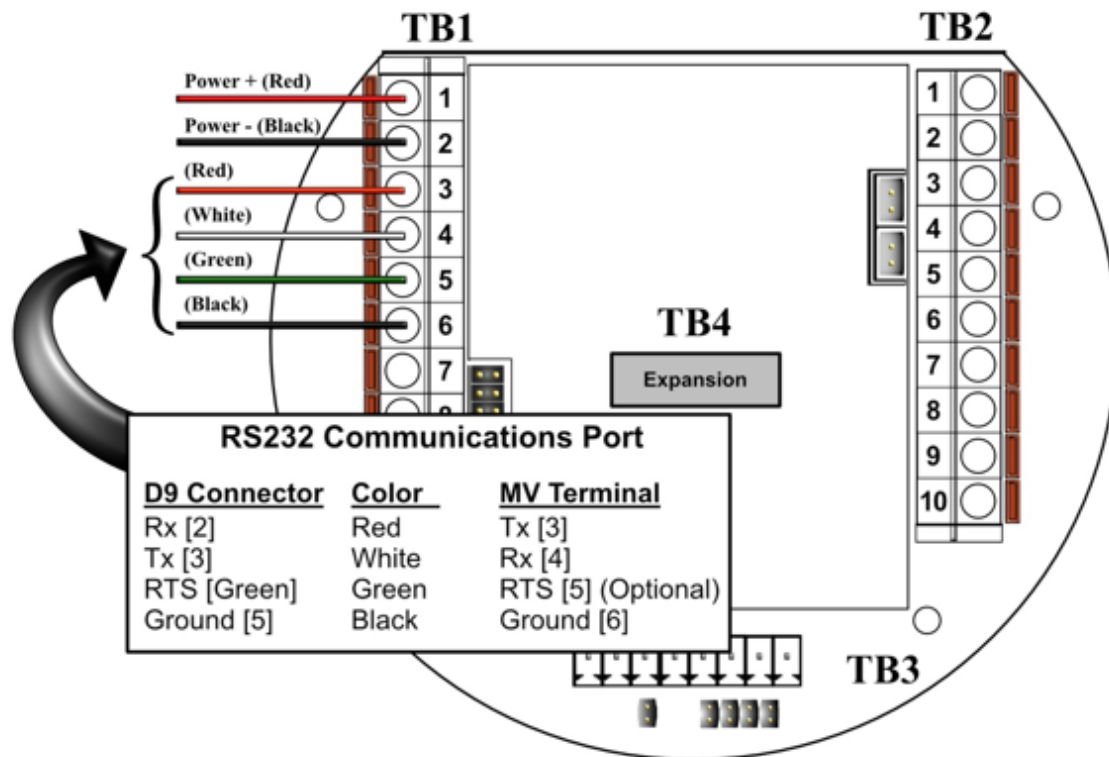 TB1
TB2
Power + (Red)
Power - (Black)
(Red)
(White)
(Green)
(Black)
1
2
3
4
5
6
7
1
2
3
4
5
6
7
8
9
10
TB4
Expansion
RS232 Communications Port
D9 Connector Color MV Terminal
Rx [2] Red Tx [3]
Tx [3] White Rx [4]
RTS [Green] Green RTS [5] (Optional)
Ground [5] Black Ground [6]
TB3